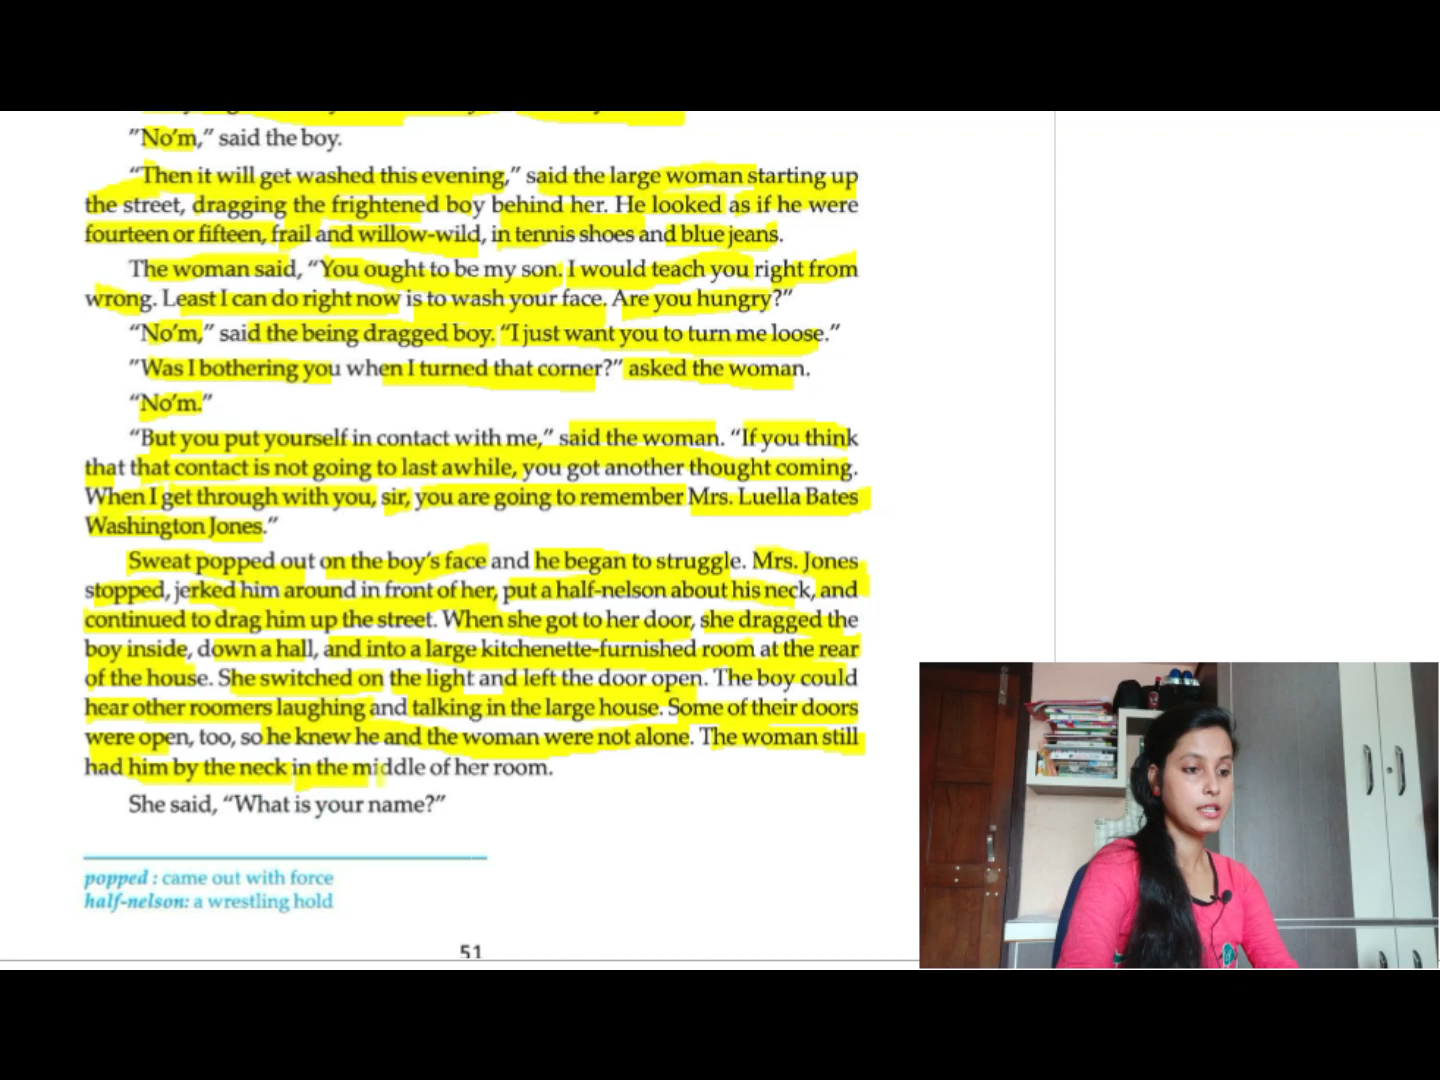 "No'm," said the boy.
"Then it will get washed this evening," said the large woman starting up
the street, dragging the frightened boy behind her. He looked as if he were
fourteen or fifteen, frail and willow-wild, in tennis shoes and blue jeans.
The woman said, "You ought to be my son. I would teach you right from
wrong. Least I can do right now is to wash your face. Are you hungry?"
"No'm," said the being dragged boy. "I just want you to turn me loose."
"Was I bothering you when I turned that corner?" asked the woman.
"No'm."
"But you put yourself in contact with me," said the woman. "If you think
that that contact is not going to last awhile, you got another thought coming.
When I get through with you, sir, you are going to remember Mrs. Luella Bates
Washington Jones."
Sweat popped out on the boy's face and he began to struggle. Mrs. Jones
stopped, jerked him around in front of her, put a half-nelson about his neck, and
continued to drag him up the street. When she got to her door, she dragged the
boy inside, down a hall, and into a large kitchenette-furnished room at the rear
of the house. She switched on the light and left the door open. The boy could
hear other roomers laughing and talking in the large house. Some of their doors
were open, too, so he knew he and the woman were not alone. The woman still
had him by the neck in the middle of her room.
She said, "What is your name?"
popped : came out with force
half-nelson: a wrestling hold
51